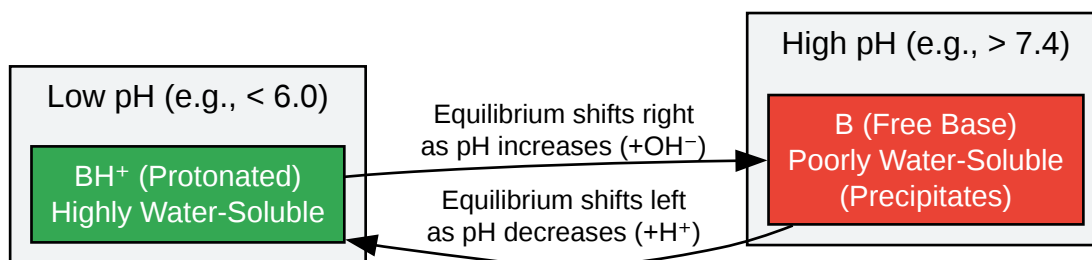 Low pH (e.g., < 6.0)
BH⁺ (Protonated)
Highly Water-Soluble
Equilibrium shifts right
as pH increases (+OH⁻)
Equilibrium shifts left
as pH decreases (+H⁺)
High pH (e.g., > 7.4)
B (Free Base)
Poorly Water-Soluble
(Precipitates)